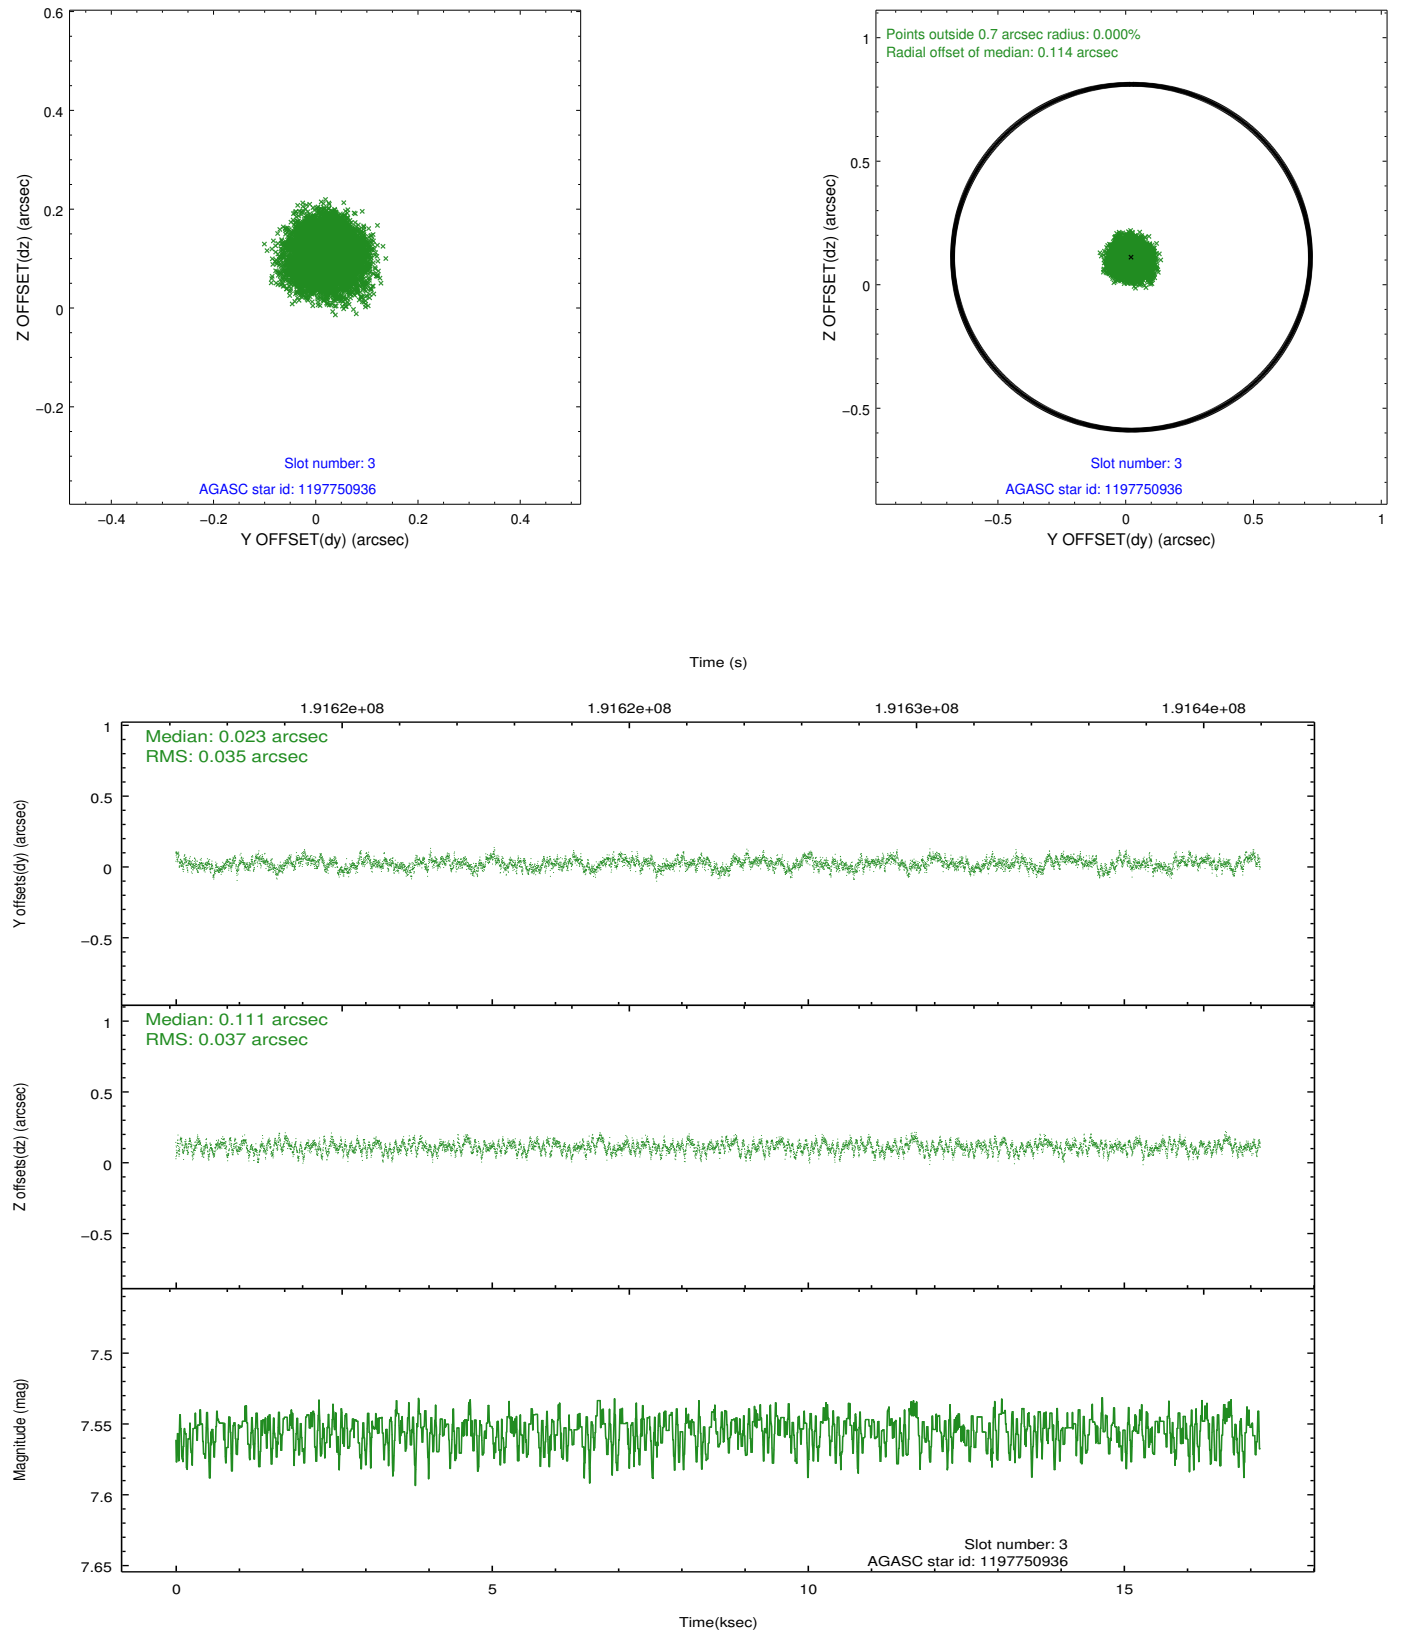 0.6
0.4
0.2
0
−0.2
Z OFFSET(dz) (arcsec)
Slot number: 3
AGASC star id: 1197750936
−0.4
−0.2
0
0.2
0.4
Y OFFSET(dy) (arcsec)
Points outside 0.7 arcsec radius: 0.000%
Radial offset of median: 0.114 arcsec
1
0.5
0
−0.5
Z OFFSET(dz) (arcsec)
Slot number: 3
AGASC star id: 1197750936
−0.5
0
0.5
1
Y OFFSET(dy) (arcsec)
Time (s)
1.9162e+08
1.9162e+08
1.9163e+08
1.9164e+08
Median: 0.023 arcsec
RMS: 0.035 arcsec
1
0.5
0
−0.5
Y offsets(dy) (arcsec)
Median: 0.111 arcsec
RMS: 0.037 arcsec
1
0.5
0
−0.5
Z offsets(dz) (arcsec)
7.5
7.55
7.6
7.65
Magnitude (mag)
Slot number: 3
AGASC star id: 1197750936
0
5
10
15
Time(ksec)